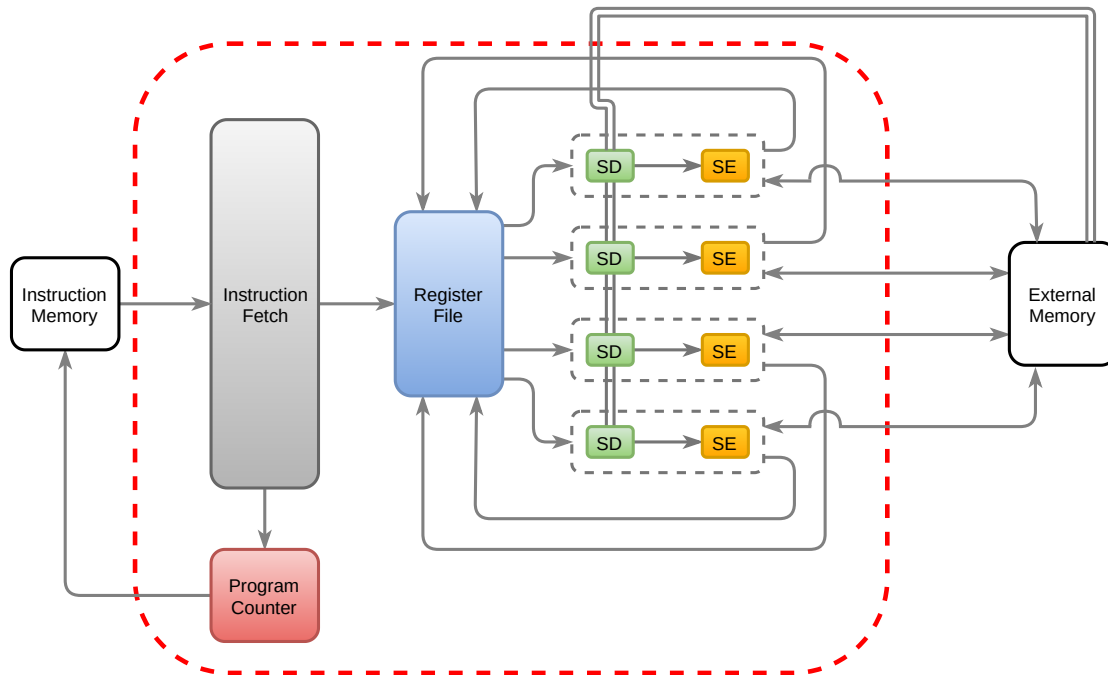 SD
SE
SD
SE
Instruction
Memory
Instruction
Fetch
Register
File
External
Memory
SD
SE
SD
SE
Program
Counter